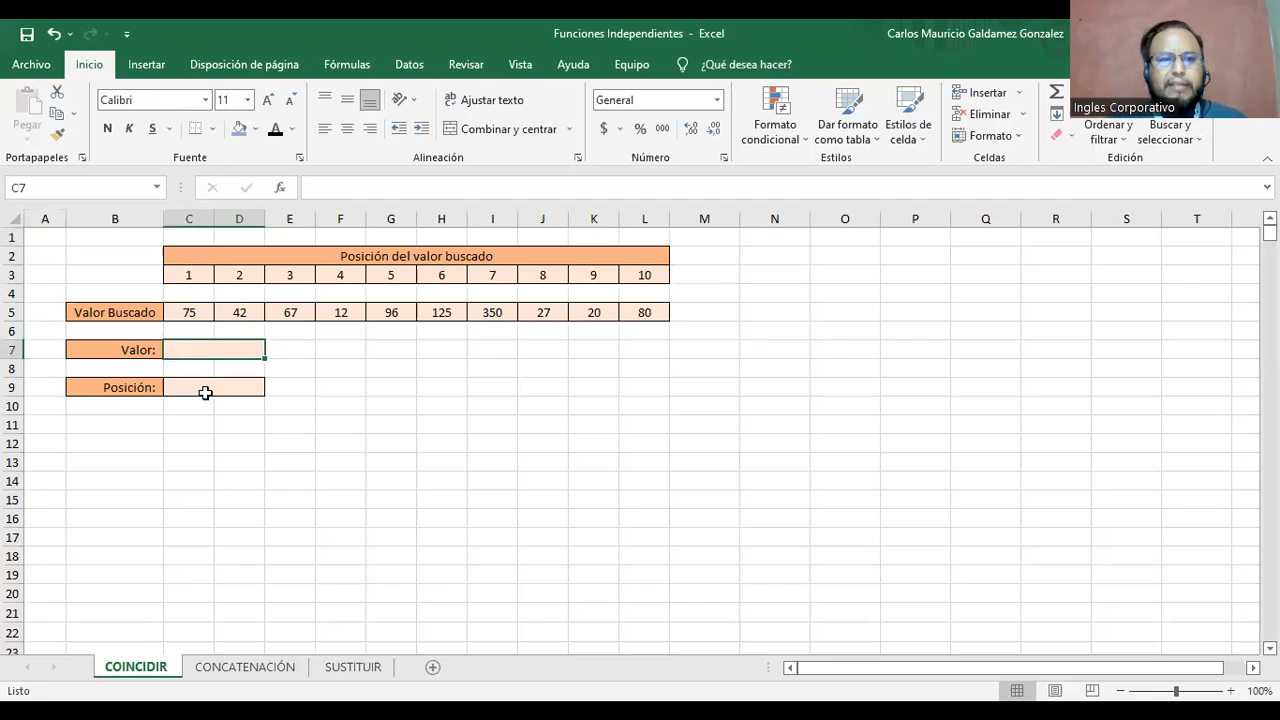 Funciones Independientes - Excel
Carlos Mauricio Galdamez Gonzalez
Archivo Inicio Insertar Disposición de página Fórmulas Datos Revisar Vista Ayuda Equipo ¿Qué desea hacer?
Pegar
Calibri 11
N K S A
Ajustar texto
Combinar y centrar
General
$ % 000
Formato condicional
Dar formato como tabla
Estilos de celda
Insertar
Eliminar
Formato
Ordenar y filtrar
Buscar y seleccionar
Ingles Corporativo
Portapapeles Fuente Alineación Número Estilos Celdas Edición
C7 fx
A B C D E F G H I J K L M N O P Q R S T
1
2 Posición del valor buscado
3 1 2 3 4 5 6 7 8 9 10
4
5 Valor Buscado 75 42 67 12 96 125 350 27 20 80
6
7 Valor:
8
9 Posición:
10
11
12
13
14
15
16
17
18
19
20
21
22
23
COINCIDIR CONCATENACIÓN SUSTITUIR
Listo 100%